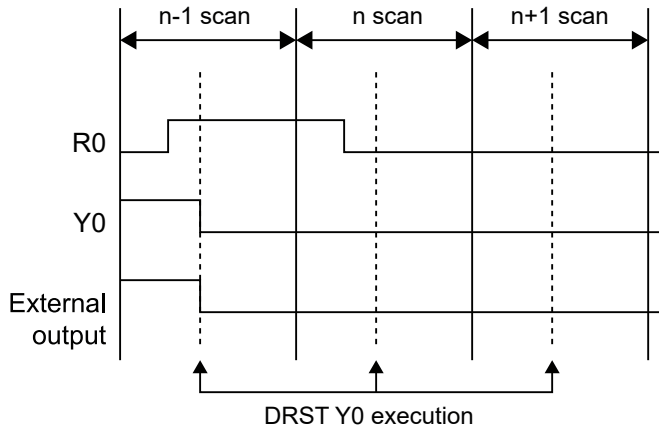 n-1 scan
n scan
n+1 scan
R0
Y0
External
output
DRST Y0 execution